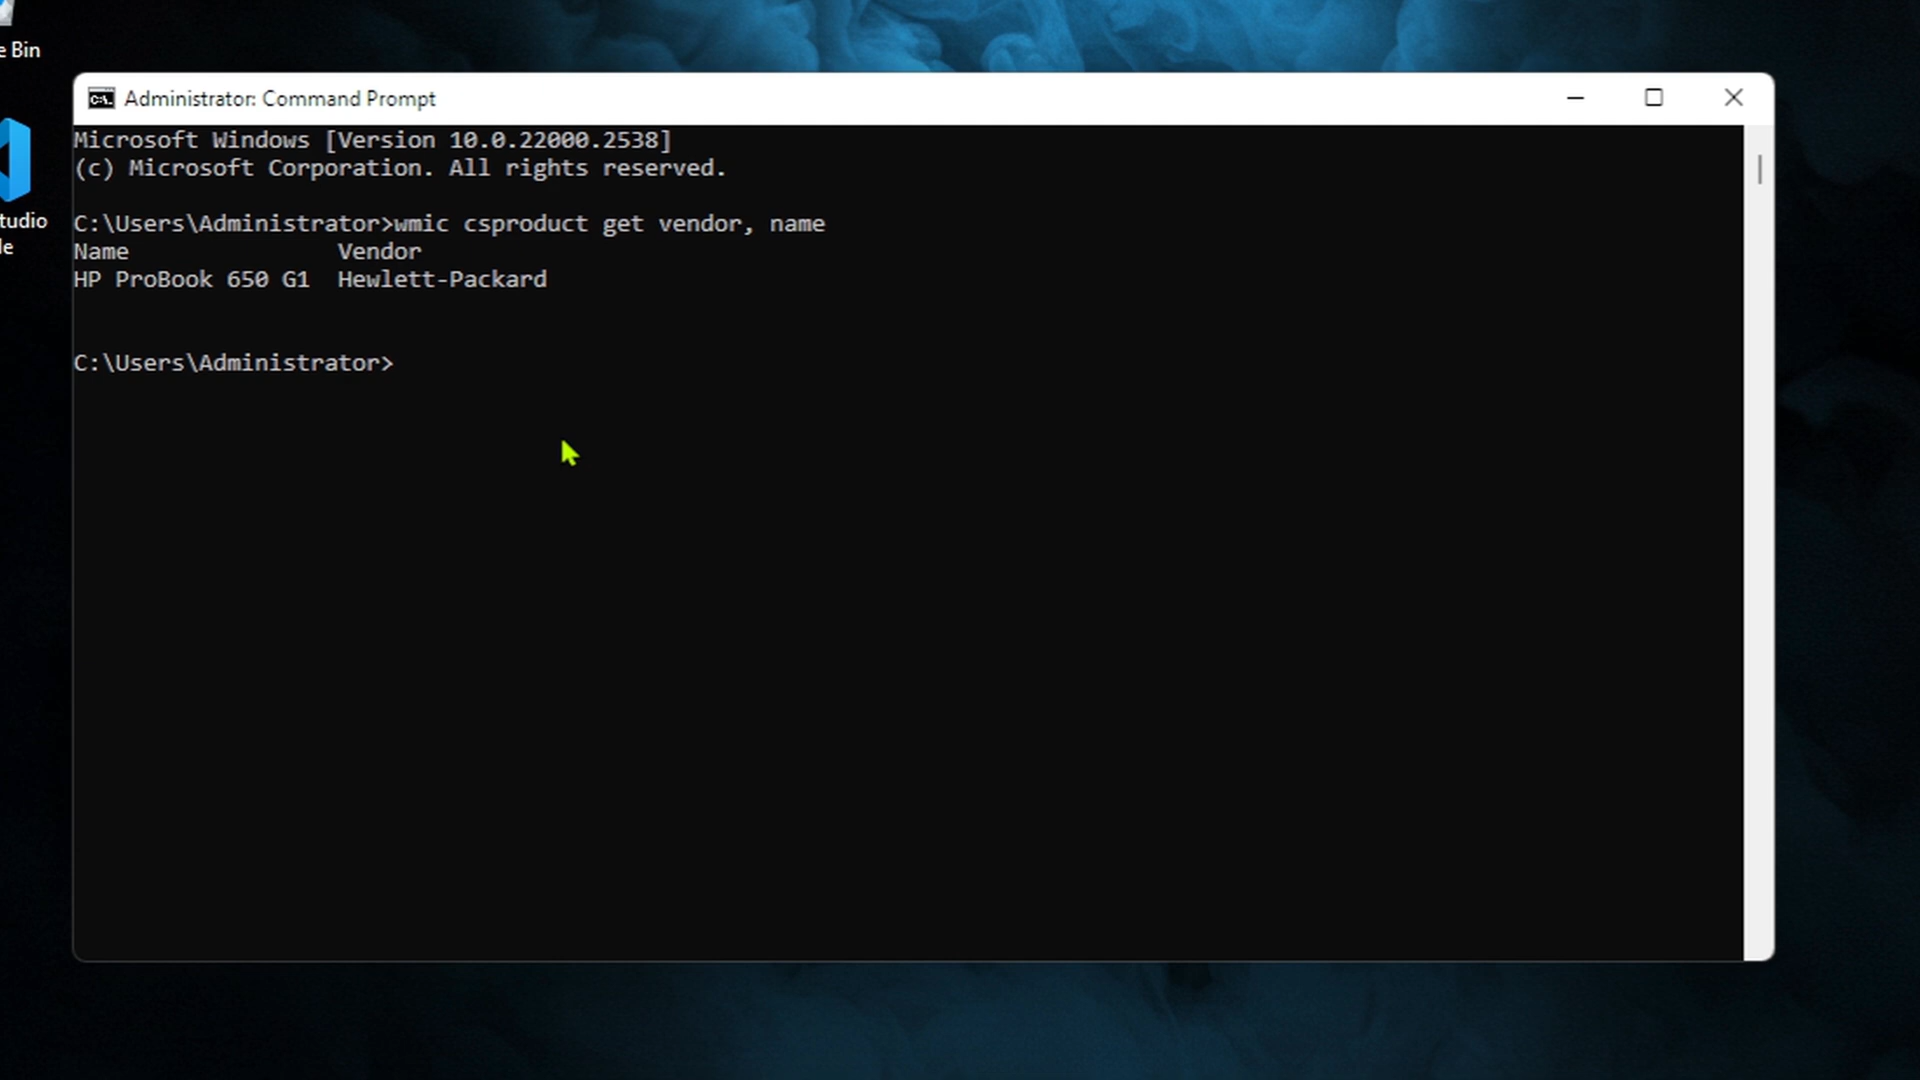 e Bin
Administrator: Command Prompt
Microsoft Windows [Version 10.0.22000.2538]
(c) Microsoft Corporation. All rights reserved.
C:\Users\Administrator>wmic csproduct get vendor, name
Name Vendor
HP ProBook 650 G1 Hewlett-Packard
C:\Users\Administrator>
tudio
le